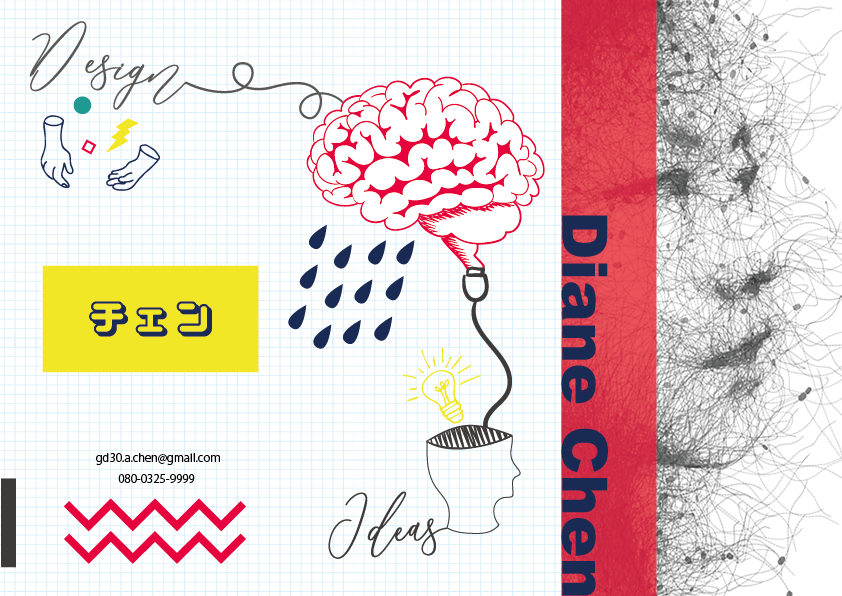 Design
チェン
gd30.a.chen@gmail.com
080-0325-9999
Ideas
Diane Chen